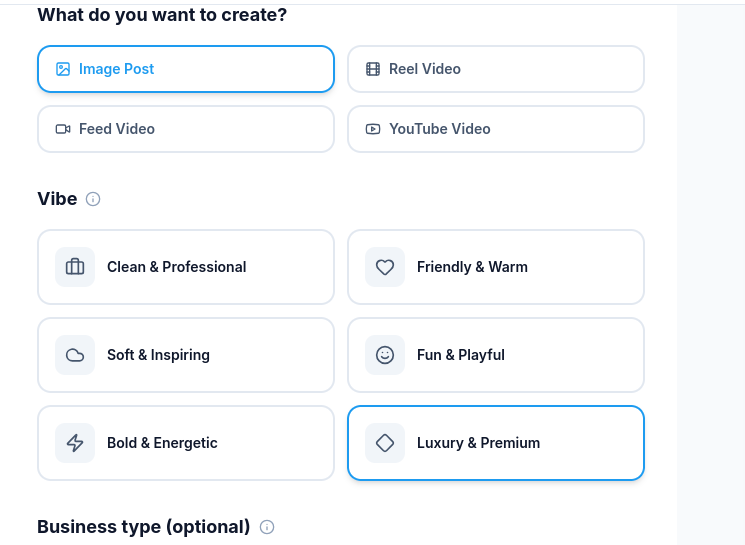 What do you want to create?
Image Post
Reel Video
Feed Video
YouTube Video
Vibe
Clean & Professional
Friendly & Warm
Soft & Inspiring
Fun & Playful
Bold & Energetic
Luxury & Premium
Business type (optional)